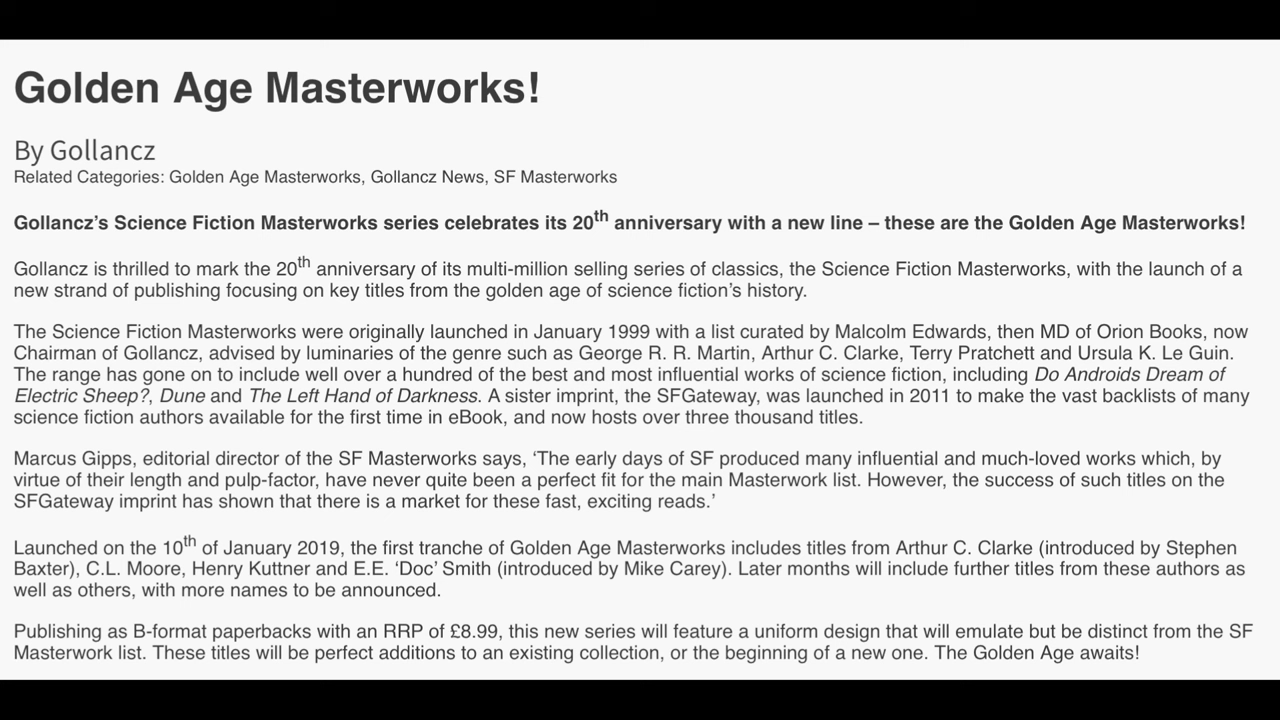 Golden Age Masterworks!
By Gollancz
Related Categories: Golden Age Masterworks, Gollancz News, SF Masterworks
Gollancz’s Science Fiction Masterworks series celebrates its 20th anniversary with a new line – these are the Golden Age Masterworks!
Gollancz is thrilled to mark the 20th anniversary of its multi-million selling series of classics, the Science Fiction Masterworks, with the launch of a
new strand of publishing focusing on key titles from the golden age of science fiction’s history.
The Science Fiction Masterworks were originally launched in January 1999 with a list curated by Malcolm Edwards, then MD of Orion Books, now
Chairman of Gollancz, advised by luminaries of the genre such as George R. R. Martin, Arthur C. Clarke, Terry Pratchett and Ursula K. Le Guin.
The range has gone on to include well over a hundred of the best and most influential works of science fiction, including Do Androids Dream of
Electric Sheep?, Dune and The Left Hand of Darkness. A sister imprint, the SFGateway, was launched in 2011 to make the vast backlists of many
science fiction authors available for the first time in eBook, and now hosts over three thousand titles.
Marcus Gipps, editorial director of the SF Masterworks says, ‘The early days of SF produced many influential and much-loved works which, by
virtue of their length and pulp-factor, have never quite been a perfect fit for the main Masterwork list. However, the success of such titles on the
SFGateway imprint has shown that there is a market for these fast, exciting reads.’
Launched on the 10th of January 2019, the first tranche of Golden Age Masterworks includes titles from Arthur C. Clarke (introduced by Stephen
Baxter), C.L. Moore, Henry Kuttner and E.E. ‘Doc’ Smith (introduced by Mike Carey). Later months will include further titles from these authors as
well as others, with more names to be announced.
Publishing as B-format paperbacks with an RRP of £8.99, this new series will feature a uniform design that will emulate but be distinct from the SF
Masterwork list. These titles will be perfect additions to an existing collection, or the beginning of a new one. The Golden Age awaits!